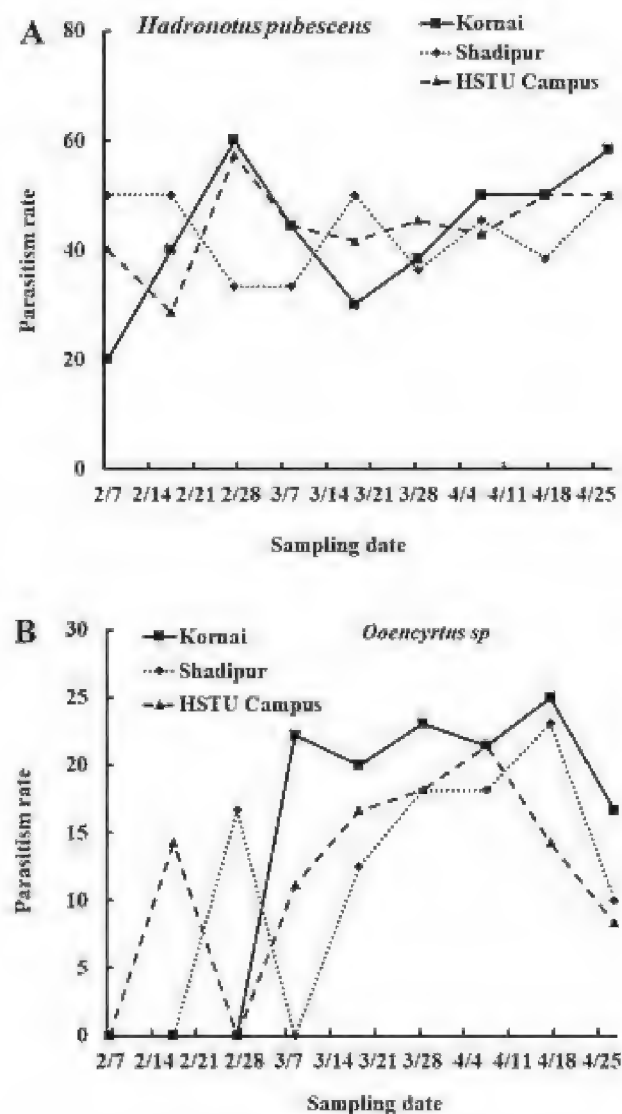 A
Hadronotus pubescens
Kornai
Shadipur
HSTU Campus
80
60
40
20
0
Parasitism rate
2/7 2/14 2/21 2/28 3/7 3/14 3/21 3/28 4/4 4/11 4/18 4/25
Sampling date
B
Ooencyrtus sp
Kornai
Shadipur
HSTU Campus
30
25
20
15
10
5
0
Parasitism rate
2/7 2/14 2/21 2/28 3/7 3/14 3/21 3/28 4/4 4/11 4/18 4/25
Sampling date